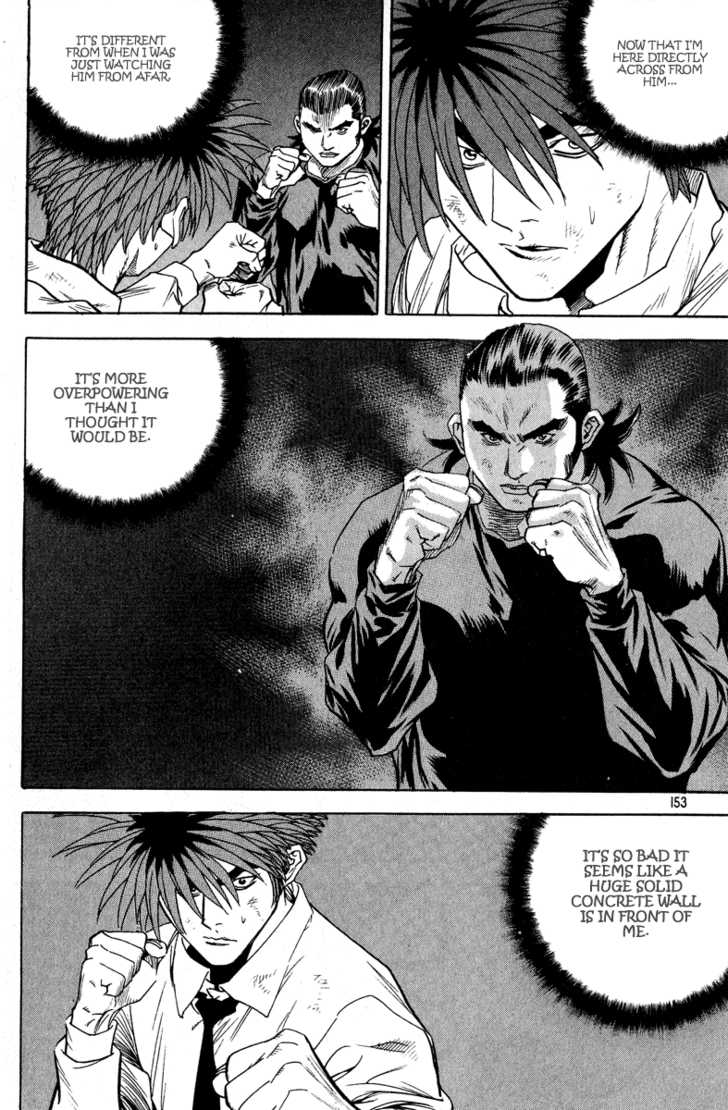 NOW THAT I'M
HERE DIRECTLY
ACROSS FROM
HIM...
IT'S DIFFERENT
FROM WHEN I WAS
JUST WATCHING
HIM FROM AFAR.
IT'S MORE
OVERPOWERING
THAN I
THOUGHT IT
WOULD BE.
153
IT'S SO BAD IT
SEEMS LIKE A
HUGE SOLID
CONCRETE WALL
IS IN FRONT OF
ME.